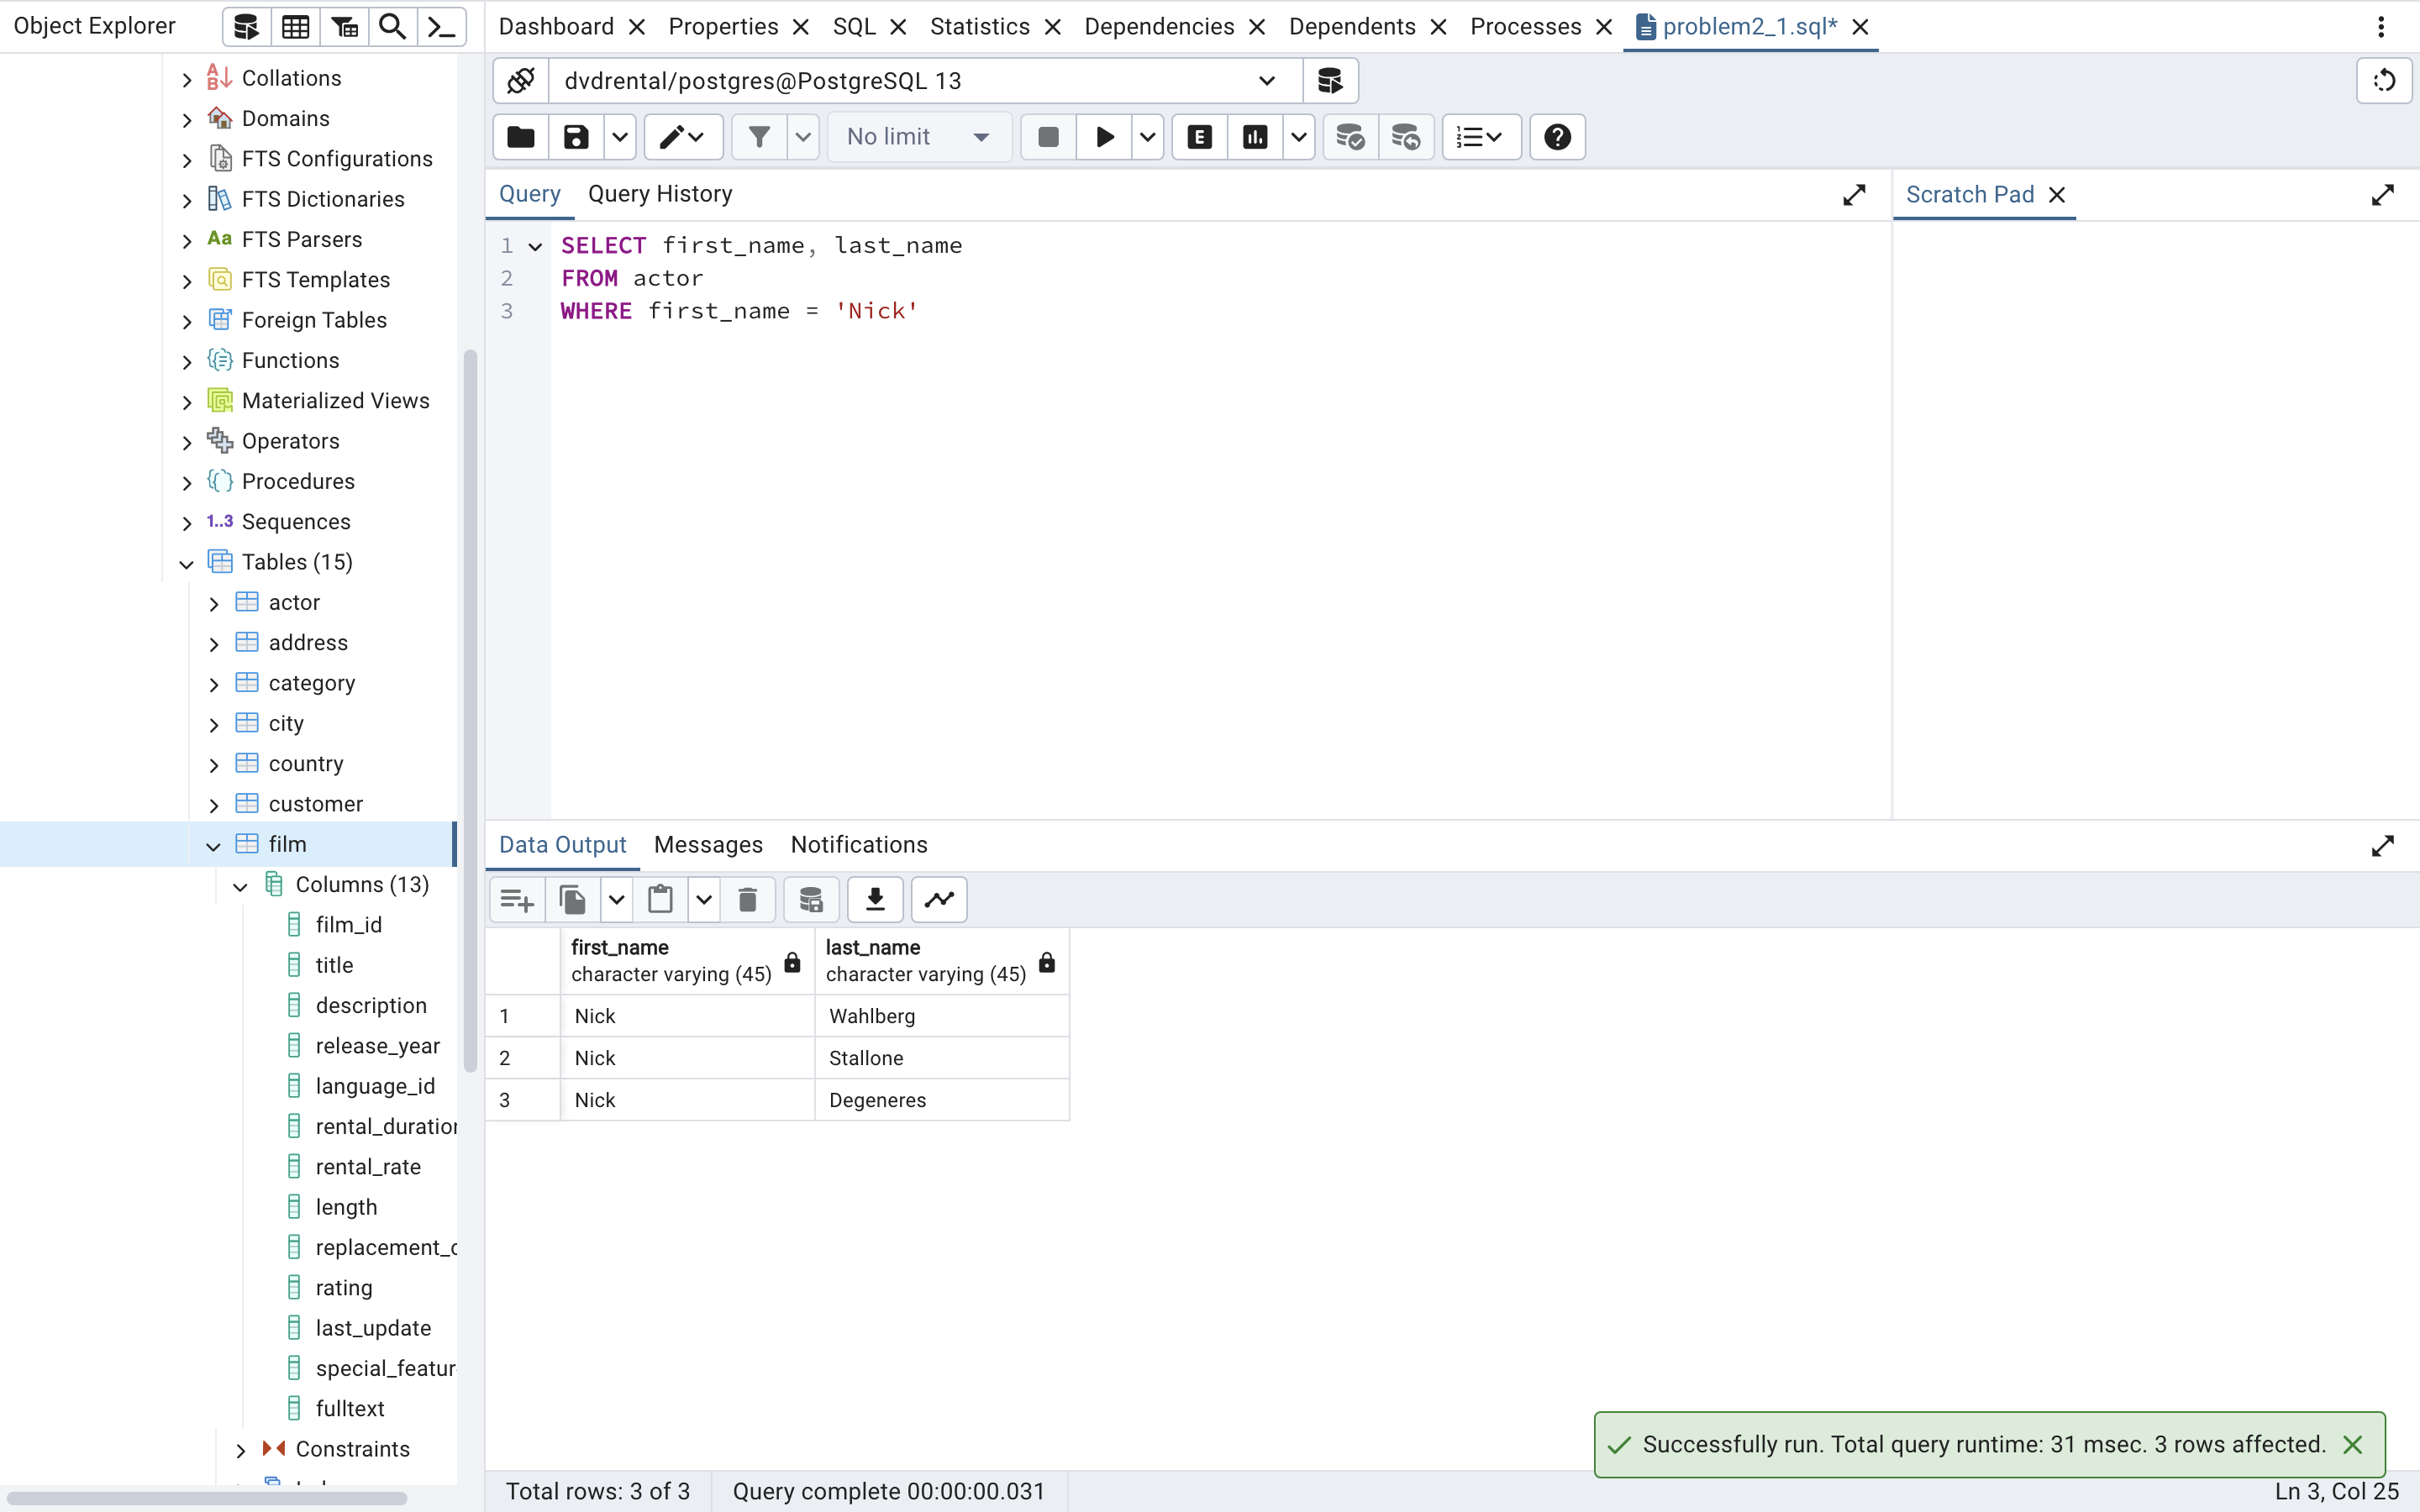 Object Explorer
Dashboard Properties SQL Statistics Dependencies Dependents Processes problem2_1.sql*
Collations
Domains
FTS Configurations
FTS Dictionaries
Aa FTS Parsers
FTS Templates
Foreign Tables
Functions
Materialized Views
Operators
Procedures
1..3 Sequences
Tables (15)
actor
address
category
city
country
customer
film
Columns (13)
film_id
title
description
release_year
language_id
rental_duration
rental_rate
length
replacement_c
rating
last_update
special_featur
fulltext
Constraints
dvdrental/postgres@PostgreSQL 13
No limit
E
Query Query History
Scratch Pad
1 SELECT first_name, last_name
2 FROM actor
3 WHERE first_name = 'Nick'
Data Output Messages Notifications
first_name last_name
character varying (45) character varying (45)
1 Nick Wahlberg
2 Nick Stallone
3 Nick Degeneres
Successfully run. Total query runtime: 31 msec. 3 rows affected.
Total rows: 3 of 3 Query complete 00:00:00.031 Ln 3, Col 25